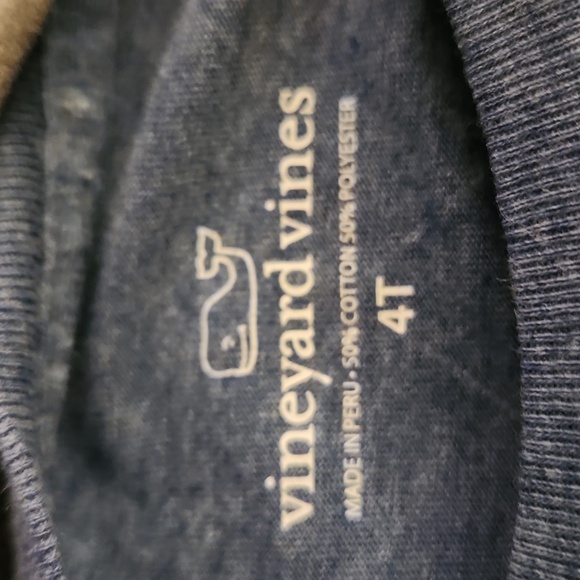 vineyard vines
MADE IN PERU • 50% COTTON 50% POLYESTER
4T